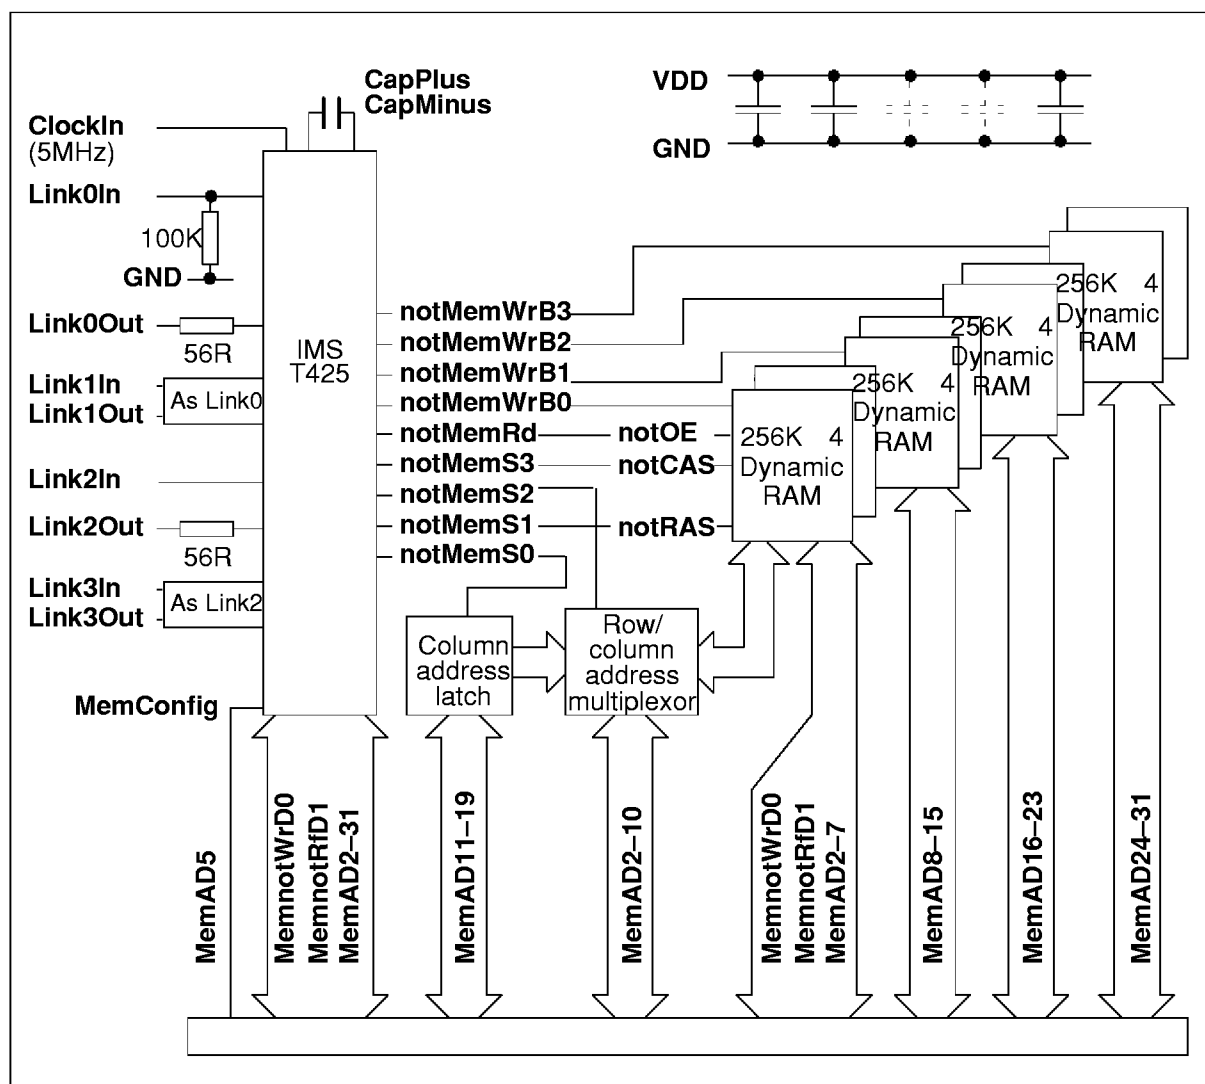 CapPlus
CapMinus
VDD
GND
ClockIn
(5MHz)
Link0In
100K
GND
Link0Out
56R
Link1In
Link1Out
As Link0
Link2In
Link2Out
56R
Link3In
Link3Out
As Link2
MemConfig
IMS
T425
notMemWrB3
notMemWrB2
notMemWrB1
notMemWrB0
notMemRd
notMemS3
notMemS2
notMemS1
notMemS0
notOE
notCAS
notRAS
256K 4
Dynamic
RAM
256K 4
Dynamic
RAM
256K 4
Dynamic
RAM
256K 4
Dynamic
RAM
Column
address
latch
Row/
column
address
multiplexor
MemAD5
MemnotWrD0
MemnotRfD1
MemAD2–31
MemAD11–19
MemAD2–10
MemnotWrD0
MemnotRfD1
MemAD2–7
MemAD8–15
MemAD16–23
MemAD24–31